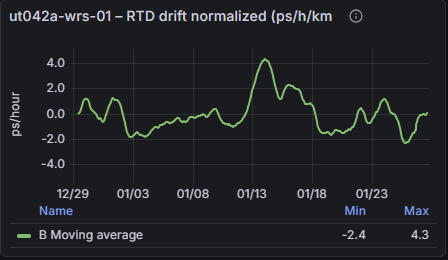 ut042a-wrs-01 – RTD drift normalized (ps/h/km
ps/hour
4.0
2.0
0.0
-2.0
-4.0
12/29 01/03 01/08 01/13 01/18 01/23
Name Min Max
B Moving average -2.4 4.3